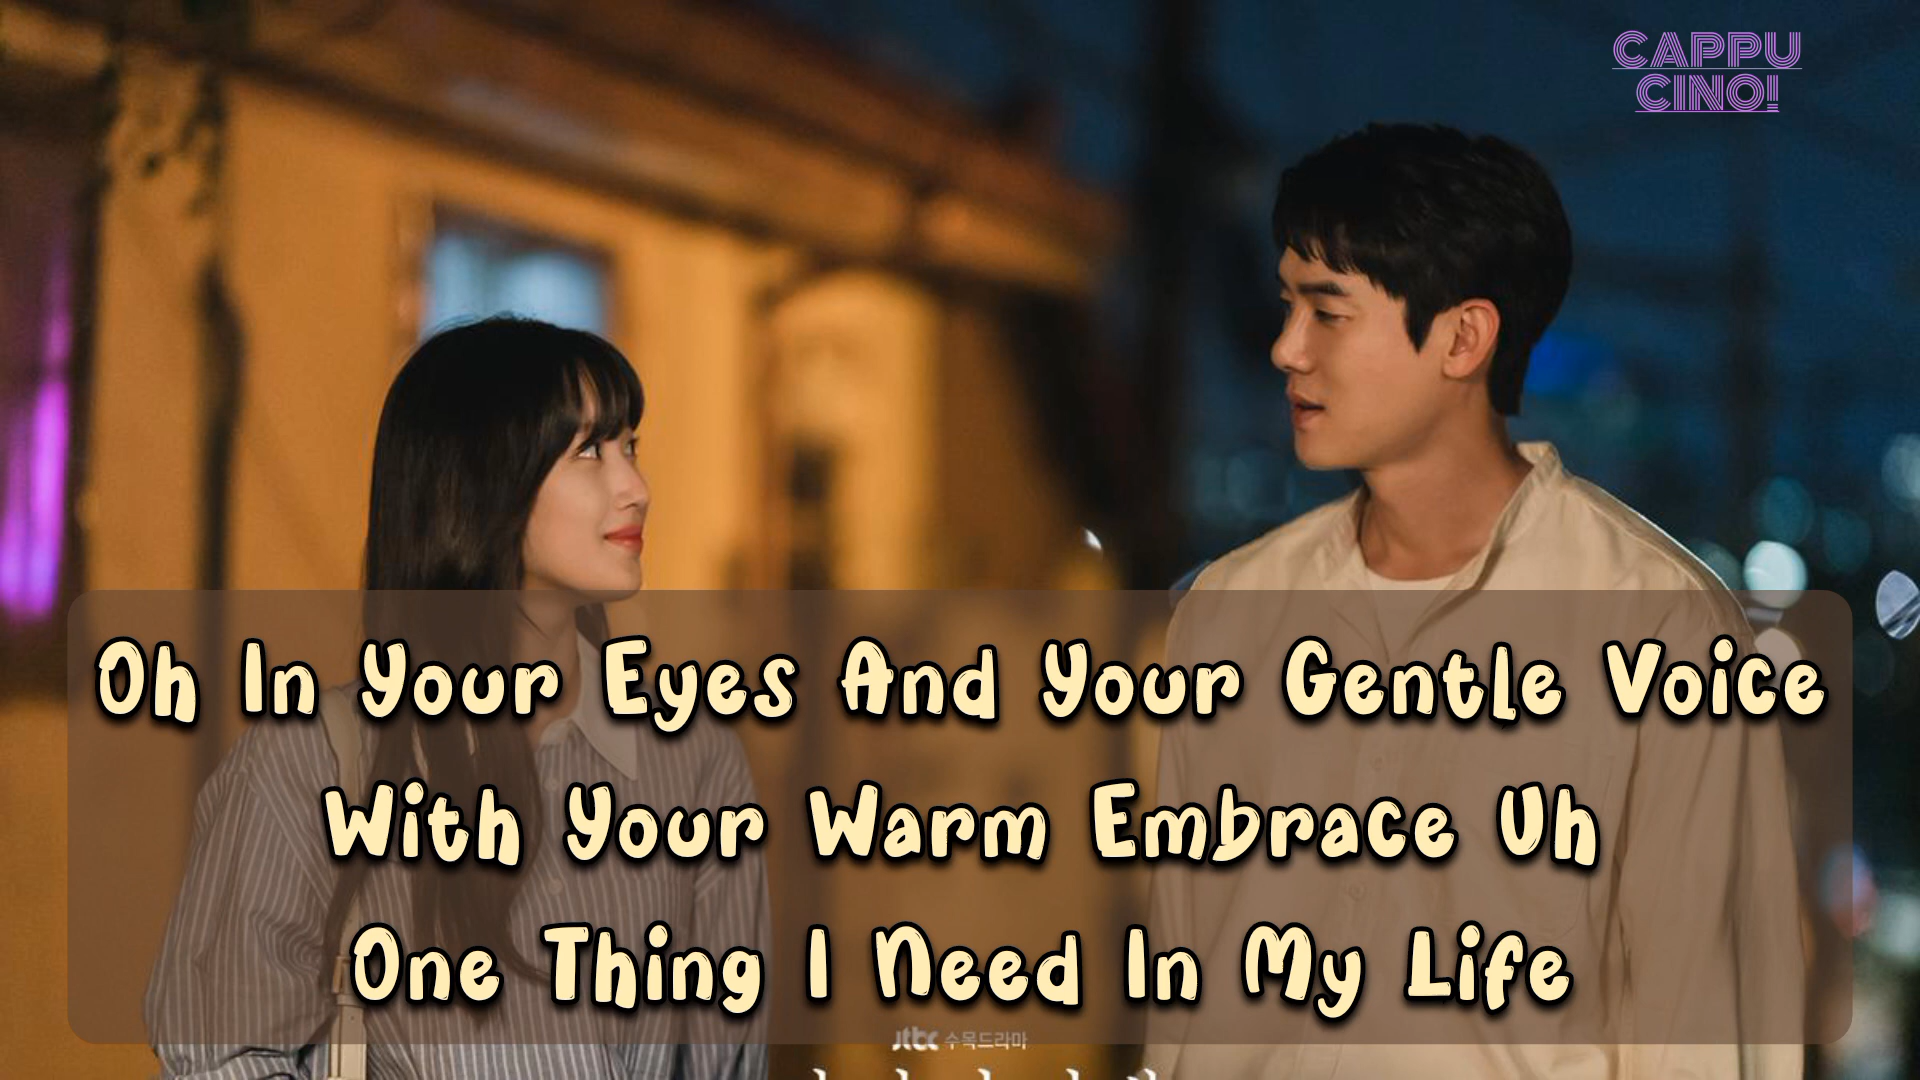 CAPPU
CINO!
Oh In Your Eyes And Your Gentle Voice
With Your Warm Embrace Uh
One Thing I Need In My Life
jtbc 수목드라마